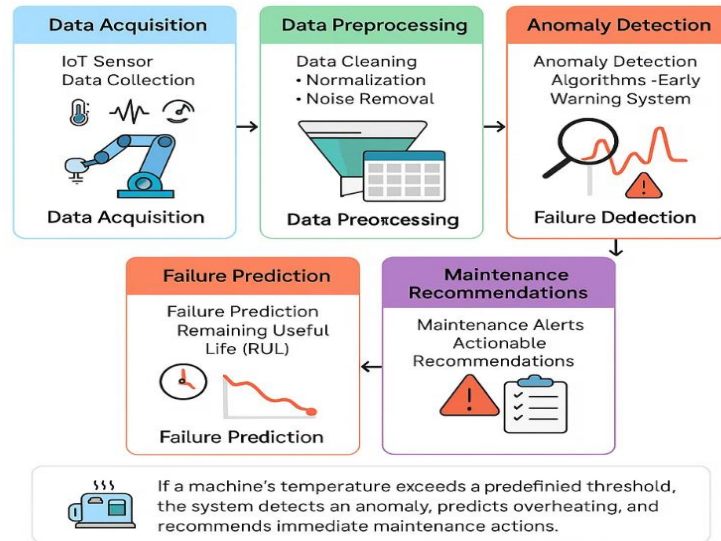 Data Acquisition
IoT Sensor
Data Collection
Data Acquisition
Data Preprocessing
Data Cleaning
• Normalization
• Noise Removal
Data Preoπcessing
Anomaly Detection
Anomaly Detection
Algorithms -Early
Warning System
Failure Dedection
Failure Prediction
Failure Prediction
Remaining Useful
Life (RUL)
Failure Prediction
Maintenance
Recommendations
Maintenance Alerts
Actionable
Recommendations
If a machine's temperature exceeds a predefinied threshold,
the system detects an anomaly, predicts overheating, and
recommends immediate maintenance actions.